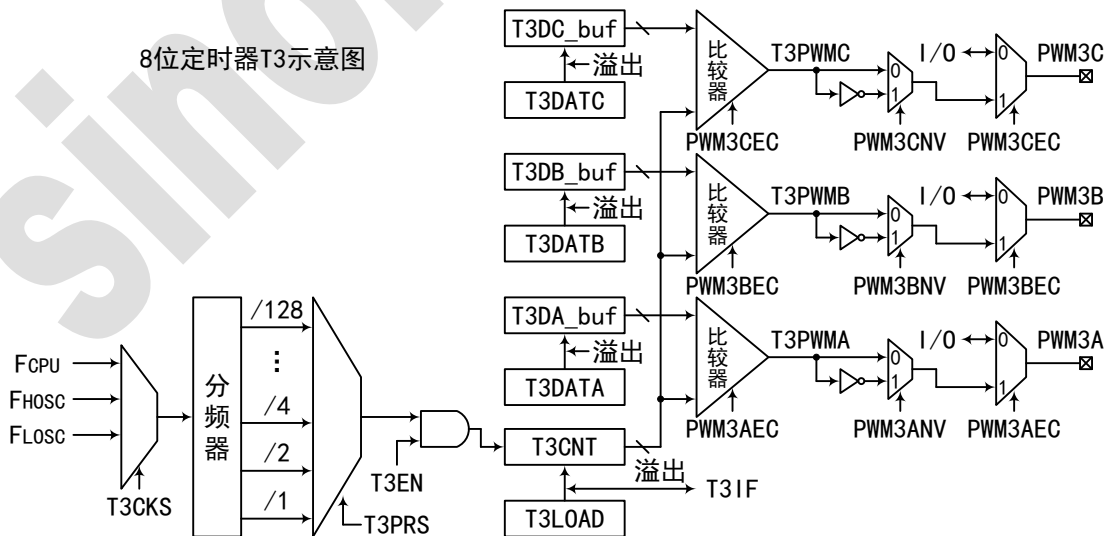 8位定时器T3示意图
T3DC_buf
溢出
T3DATC
比较器
PWM3CEC
T3PWMC
0
1
PWM3CNV
I/O
0
1
PWM3CEC
PWM3C
T3DB_buf
溢出
T3DATB
比较器
PWM3BEC
T3PWMB
0
1
PWM3BNV
I/O
0
1
PWM3BEC
PWM3B
T3DA_buf
溢出
T3DATA
比较器
PWM3AEC
T3PWMA
0
1
PWM3ANV
I/O
0
1
PWM3AEC
PWM3A
FCPU
FHOSC
FLOSC
T3CKS
分频器
/128
⋮
/4
/2
/1
T3PRS
T3EN
T3CNT
溢出
T3IF
T3LOAD
sino